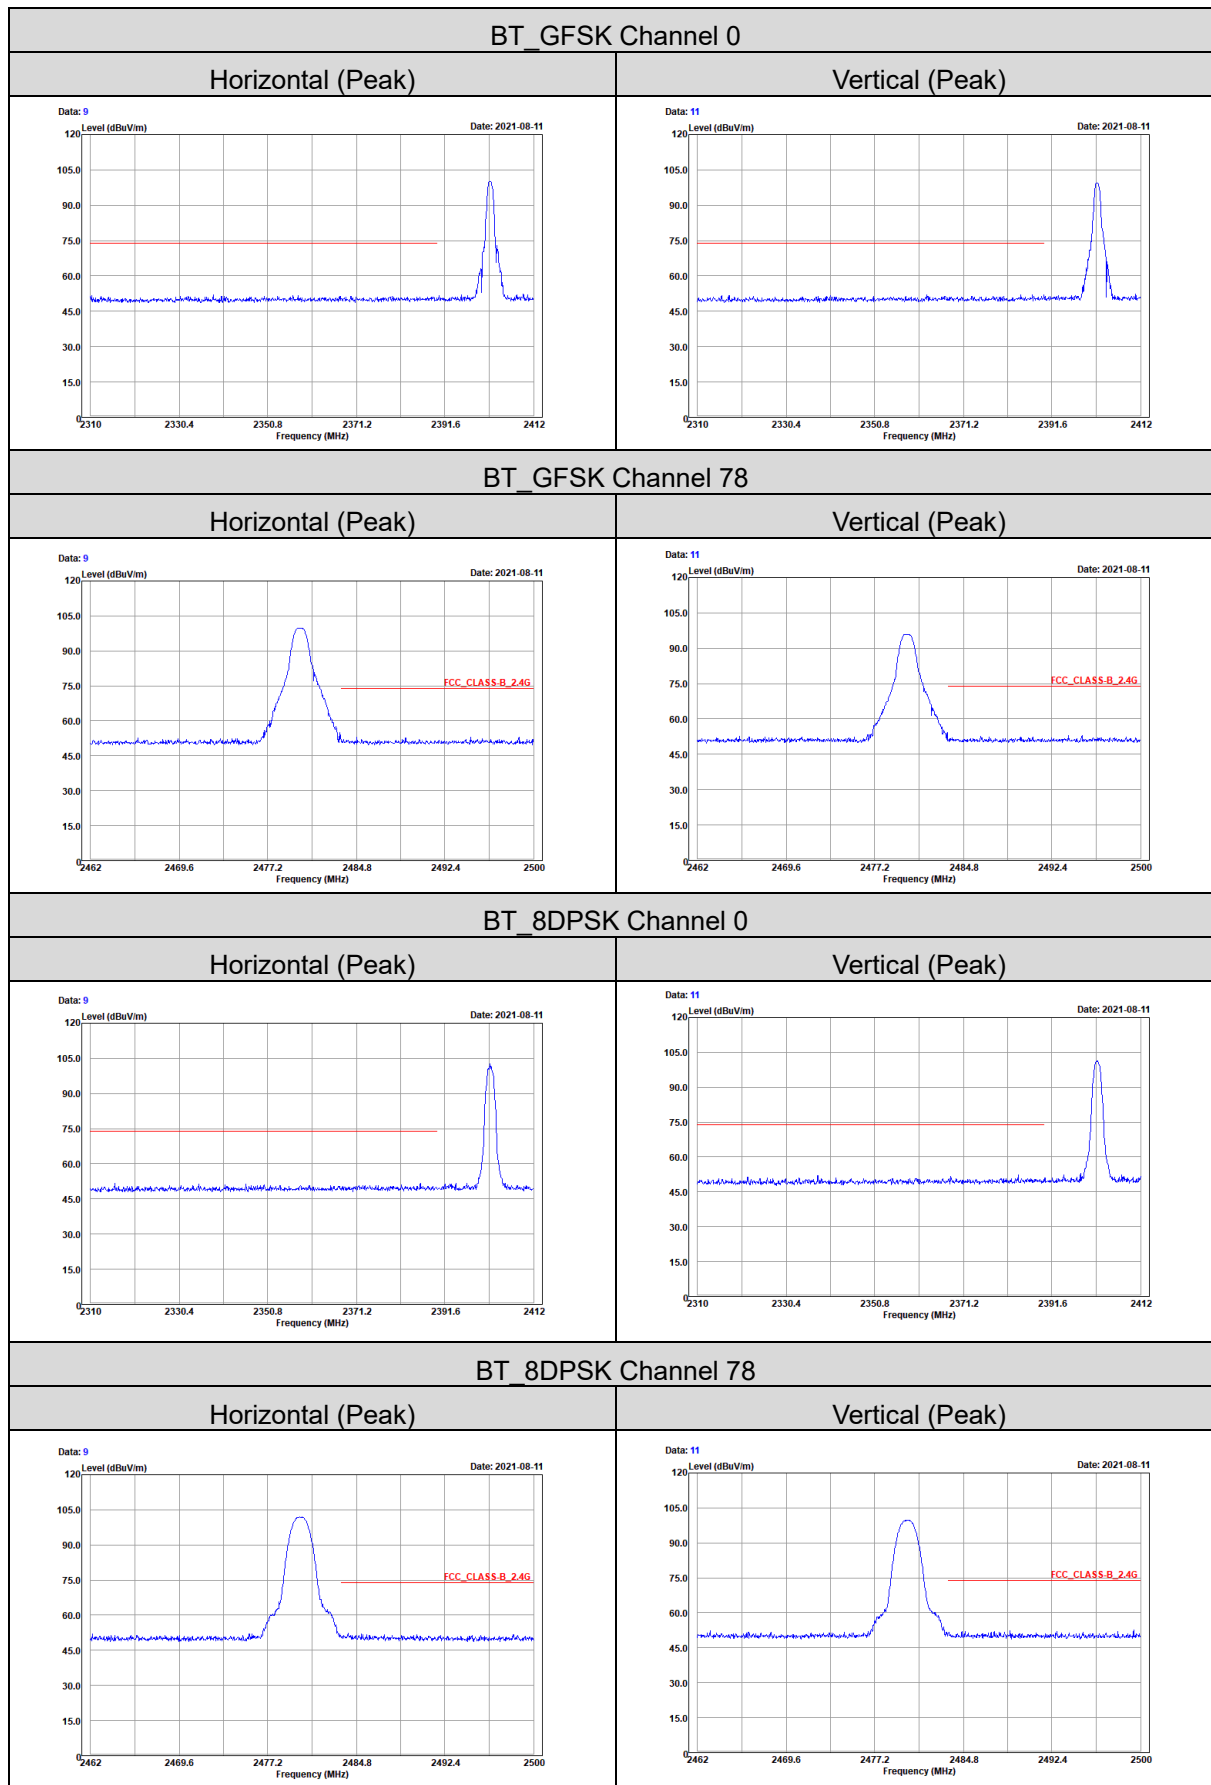 BT_GFSK Channel 0
Horizontal (Peak)
Vertical (Peak)
Data: 9
Level (dBuV/m)
Date: 2021-08-11
120
105.0
90.0
75.0
60.0
45.0
30.0
15.0
0
2310 2330.4 2350.8 2371.2 2391.6 2412
Frequency (MHz)
Data: 11
Level (dBuV/m)
Date: 2021-08-11
120
105.0
90.0
75.0
60.0
45.0
30.0
15.0
0
2310 2330.4 2350.8 2371.2 2391.6 2412
Frequency (MHz)
BT_GFSK Channel 78
Horizontal (Peak)
Vertical (Peak)
Data: 9
Level (dBuV/m)
Date: 2021-08-11
120
105.0
90.0
75.0
FCC_CLASS-B_2.4G
60.0
45.0
30.0
15.0
0
2462 2469.6 2477.2 2484.8 2492.4 2500
Frequency (MHz)
Data: 11
Level (dBuV/m)
Date: 2021-08-11
120
105.0
90.0
75.0
FCC_CLASS-B_2.4G
60.0
45.0
30.0
15.0
0
2462 2469.6 2477.2 2484.8 2492.4 2500
Frequency (MHz)
BT_8DPSK Channel 0
Horizontal (Peak)
Vertical (Peak)
Data: 9
Level (dBuV/m)
Date: 2021-08-11
120
105.0
90.0
75.0
60.0
45.0
30.0
15.0
0
2310 2330.4 2350.8 2371.2 2391.6 2412
Frequency (MHz)
Data: 11
Level (dBuV/m)
Date: 2021-08-11
120
105.0
90.0
75.0
60.0
45.0
30.0
15.0
0
2310 2330.4 2350.8 2371.2 2391.6 2412
Frequency (MHz)
BT_8DPSK Channel 78
Horizontal (Peak)
Vertical (Peak)
Data: 9
Level (dBuV/m)
Date: 2021-08-11
120
105.0
90.0
75.0
FCC_CLASS-B_2.4G
60.0
45.0
30.0
15.0
0
2462 2469.6 2477.2 2484.8 2492.4 2500
Frequency (MHz)
Data: 11
Level (dBuV/m)
Date: 2021-08-11
120
105.0
90.0
75.0
FCC_CLASS-B_2.4G
60.0
45.0
30.0
15.0
0
2462 2469.6 2477.2 2484.8 2492.4 2500
Frequency (MHz)